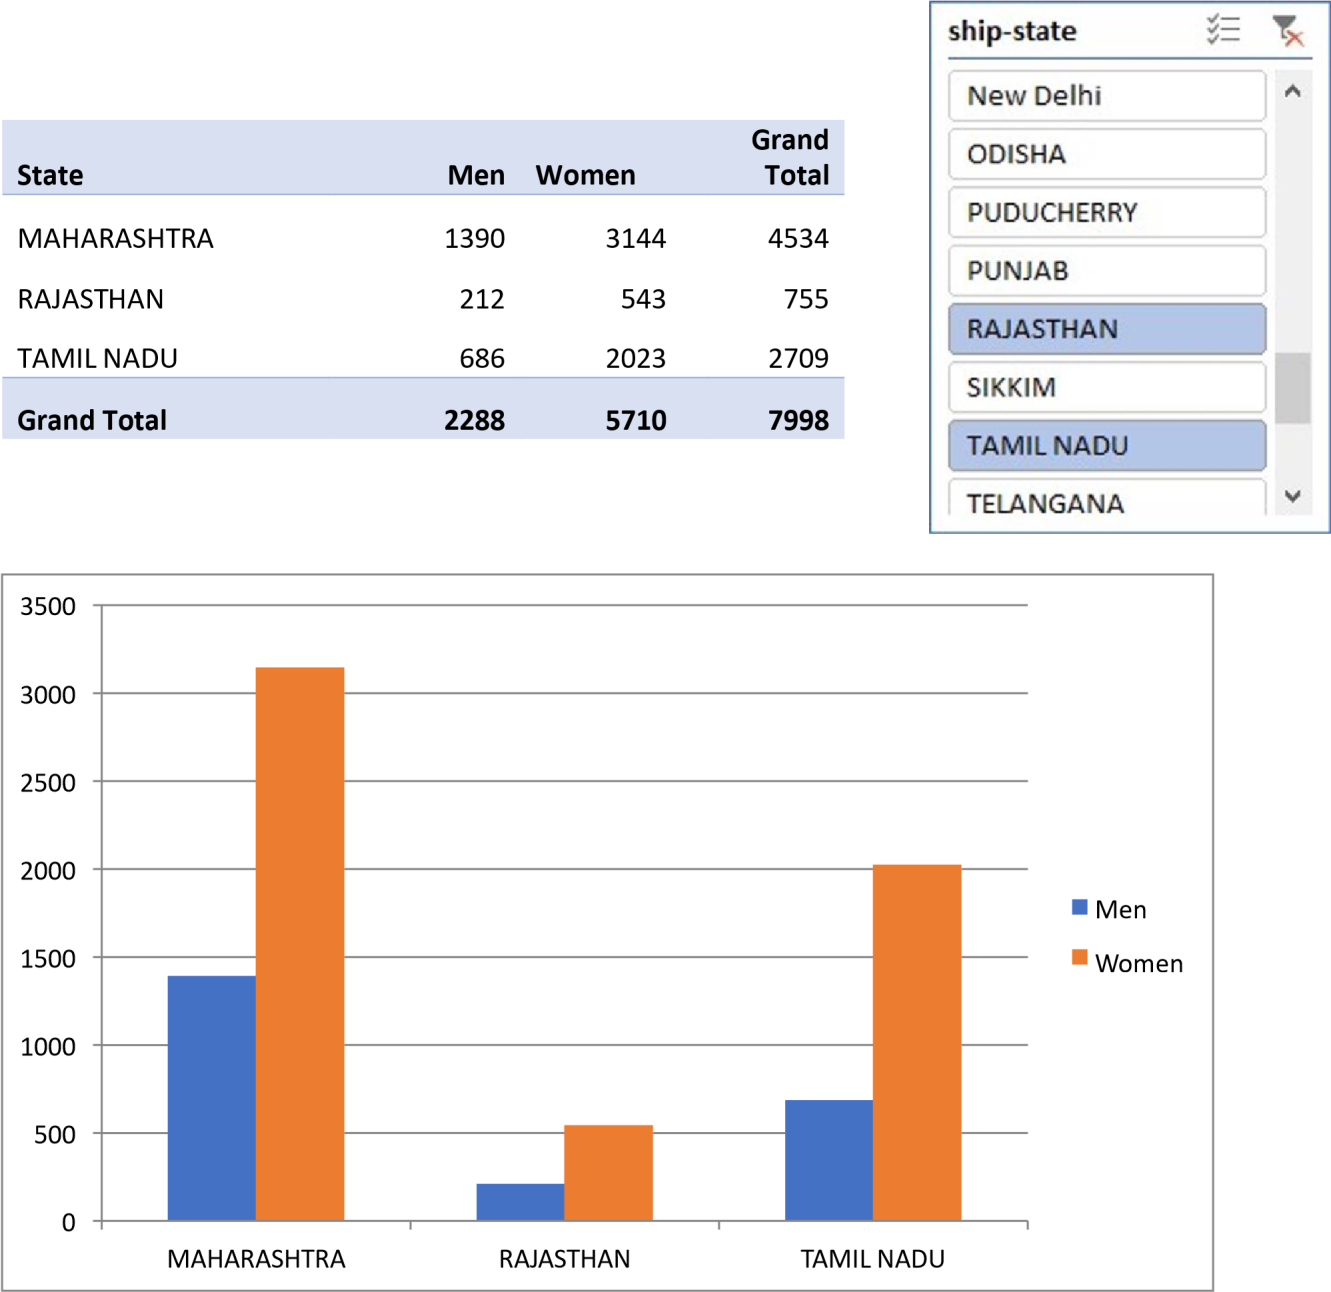 ship-state
New Delhi
ODISHA
PUDUCHERRY
PUNJAB
RAJASTHAN
SIKKIM
TAMIL NADU
TELANGANA
State Men Women Grand Total
MAHARASHTRA 1390 3144 4534
RAJASTHAN 212 543 755
TAMIL NADU 686 2023 2709
Grand Total 2288 5710 7998
3500
3000
2500
2000
1500
1000
500
0
MAHARASHTRA RAJASTHAN TAMIL NADU
Men
Women